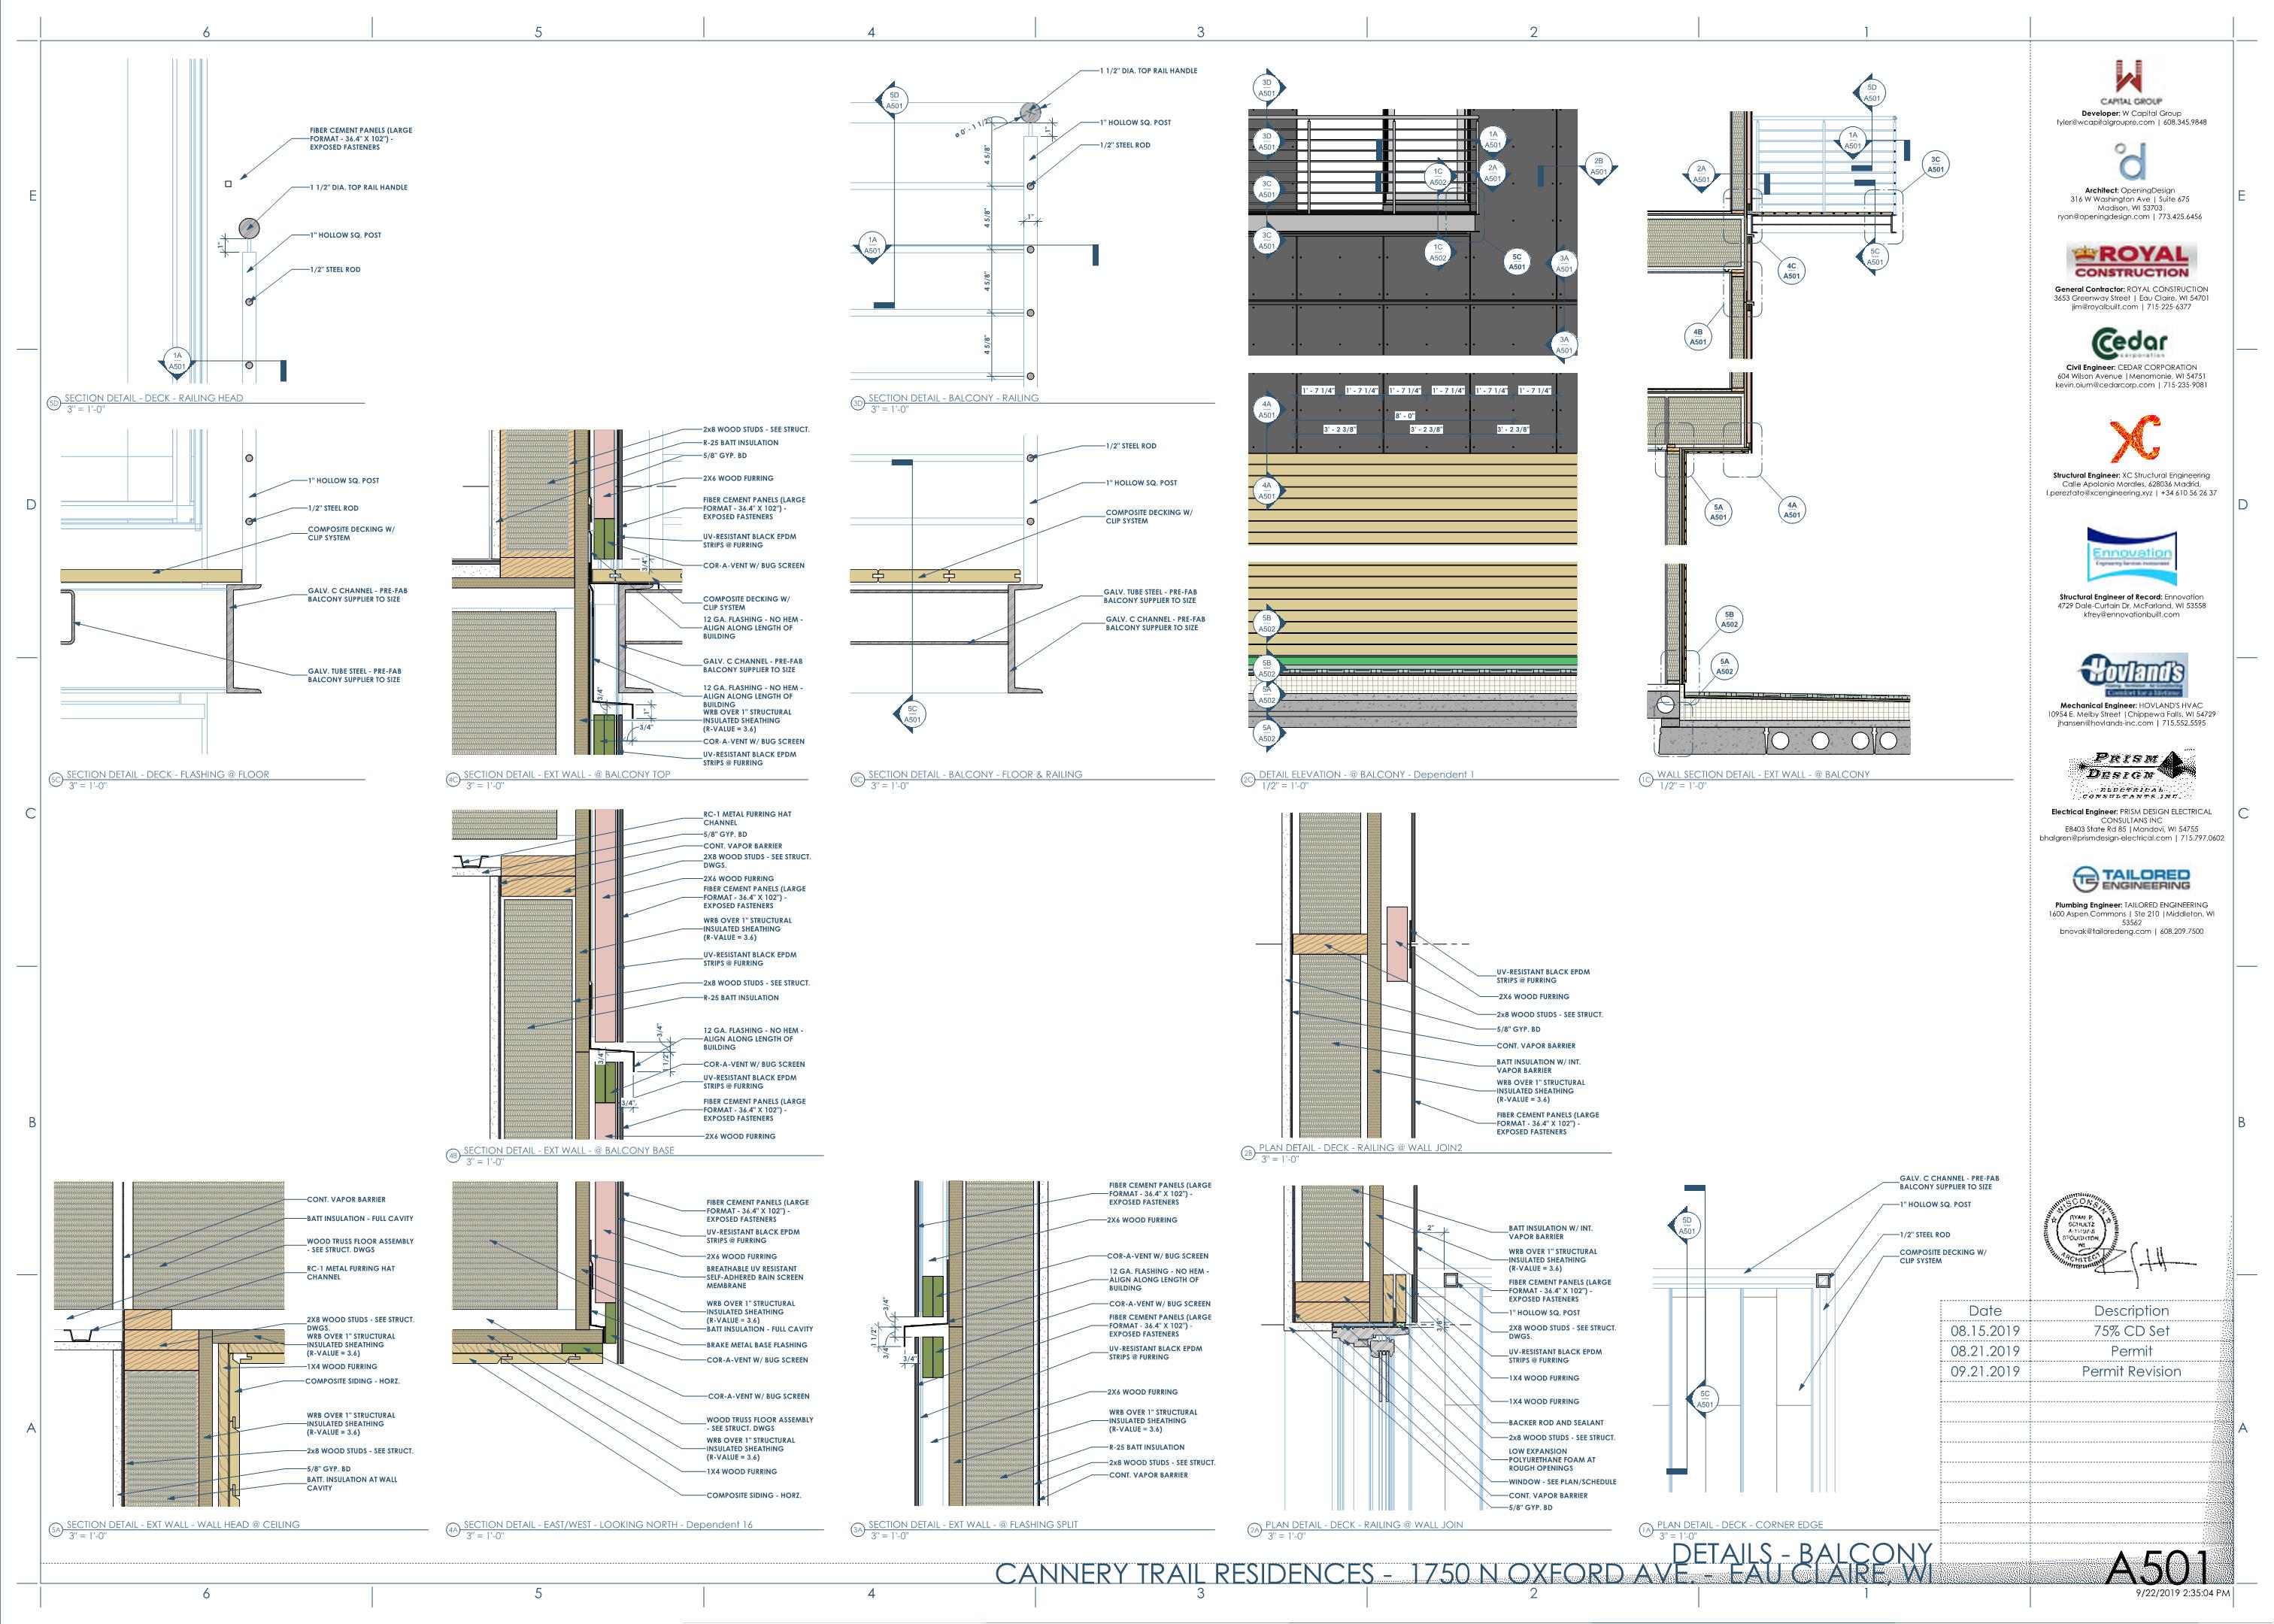 6
5
4
3
2
1
E
D
C
B
A
FIBER CEMENT PANELS (LARGE
FORMAT - 36.4" X 102") -
EXPOSED FASTENERS
1 1/2" DIA. TOP RAIL HANDLE
1"
1" HOLLOW SQ. POST
1/2" STEEL ROD
1A
A501
5D
SECTION DETAIL - DECK - RAILING HEAD
3" = 1'-0"
5D
A501
1 1/2" DIA. TOP RAIL HANDLE
ø 0' - 1 1/2"
1"
1" HOLLOW SQ. POST
1/2" STEEL ROD
4 5/8"
4 5/8"
1"
1A
A501
4 5/8"
4 5/8"
3D
SECTION DETAIL - BALCONY - RAILING
3" = 1'-0"
3D
A501
3D
A501
1A
A501
2A
A501
1C
A502
2B
A501
3C
A501
3C
A501
1C
A502
5C
A501
3A
A501
3A
A501
1' - 7 1/4"
1' - 7 1/4"
1' - 7 1/4"
1' - 7 1/4"
1' - 7 1/4"
1' - 7 1/4"
4A
A501
8' - 0"
3' - 2 3/8"
3' - 2 3/8"
3' - 2 3/8"
4A
A501
5B
A502
5B
A502
5A
A502
5A
A502
2C
DETAIL ELEVATION - @ BALCONY - Dependent 1
1/2" = 1'-0"
5D
A501
1A
A501
2A
A501
3C
A501
4C
A501
5C
A501
4B
A501
5A
A501
4A
A501
5B
A502
5A
A502
1C
WALL SECTION DETAIL - EXT WALL - @ BALCONY
1/2" = 1'-0"
1" HOLLOW SQ. POST
1/2" STEEL ROD
COMPOSITE DECKING W/
CLIP SYSTEM
GALV. C CHANNEL - PRE-FAB
BALCONY SUPPLIER TO SIZE
GALV. TUBE STEEL - PRE-FAB
BALCONY SUPPLIER TO SIZE
5C
SECTION DETAIL - DECK - FLASHING @ FLOOR
3" = 1'-0"
2x8 WOOD STUDS - SEE STRUCT.
R-25 BATT INSULATION
5/8" GYP. BD
2X6 WOOD FURRING
FIBER CEMENT PANELS (LARGE
FORMAT - 36.4" X 102") -
EXPOSED FASTENERS
UV-RESISTANT BLACK EPDM
STRIPS @ FURRING
3/4"
COR-A-VENT W/ BUG SCREEN
COMPOSITE DECKING W/
CLIP SYSTEM
12 GA. FLASHING - NO HEM -
ALIGN ALONG LENGTH OF
BUILDING
GALV. C CHANNEL - PRE-FAB
BALCONY SUPPLIER TO SIZE
3/4"
12 GA. FLASHING - NO HEM -
ALIGN ALONG LENGTH OF
BUILDING
WRB OVER 1" STRUCTURAL
INSULATED SHEATHING
(R-VALUE = 3.6)
1"
3/4"
COR-A-VENT W/ BUG SCREEN
UV-RESISTANT BLACK EPDM
STRIPS @ FURRING
4C
SECTION DETAIL - EXT WALL - @ BALCONY TOP
3" = 1'-0"
1/2" STEEL ROD
1" HOLLOW SQ. POST
COMPOSITE DECKING W/
CLIP SYSTEM
GALV. TUBE STEEL - PRE-FAB
BALCONY SUPPLIER TO SIZE
GALV. C CHANNEL - PRE-FAB
BALCONY SUPPLIER TO SIZE
5C
A501
3C
SECTION DETAIL - BALCONY - FLOOR & RAILING
3" = 1'-0"
RC-1 METAL FURRING HAT
CHANNEL
5/8" GYP. BD
CONT. VAPOR BARRIER
2X8 WOOD STUDS - SEE STRUCT.
DWGS.
2X6 WOOD FURRING
FIBER CEMENT PANELS (LARGE
FORMAT - 36.4" X 102") -
EXPOSED FASTENERS
WRB OVER 1" STRUCTURAL
INSULATED SHEATHING
(R-VALUE = 3.6)
UV-RESISTANT BLACK EPDM
STRIPS @ FURRING
2x8 WOOD STUDS - SEE STRUCT.
R-25 BATT INSULATION
3/4"
12 GA. FLASHING - NO HEM -
ALIGN ALONG LENGTH OF
BUILDING
3/4"
1 1/2"
COR-A-VENT W/ BUG SCREEN
UV-RESISTANT BLACK EPDM
STRIPS @ FURRING
3/4"
FIBER CEMENT PANELS (LARGE
FORMAT - 36.4" X 102") -
EXPOSED FASTENERS
2X6 WOOD FURRING
4B
SECTION DETAIL - EXT WALL - @ BALCONY BASE
3" = 1'-0"
UV-RESISTANT BLACK EPDM
STRIPS @ FURRING
2X6 WOOD FURRING
2x8 WOOD STUDS - SEE STRUCT.
5/8" GYP. BD
CONT. VAPOR BARRIER
BATT INSULATION W/ INT.
VAPOR BARRIER
WRB OVER 1" STRUCTURAL
INSULATED SHEATHING
(R-VALUE = 3.6)
FIBER CEMENT PANELS (LARGE
FORMAT - 36.4" X 102") -
EXPOSED FASTENERS
2B
PLAN DETAIL - DECK - RAILING @ WALL JOIN2
3" = 1'-0"
CONT. VAPOR BARRIER
BATT INSULATION - FULL CAVITY
WOOD TRUSS FLOOR ASSEMBLY
- SEE STRUCT. DWGS
RC-1 METAL FURRING HAT
CHANNEL
2X8 WOOD STUDS - SEE STRUCT.
DWGS.
WRB OVER 1" STRUCTURAL
INSULATED SHEATHING
(R-VALUE = 3.6)
1X4 WOOD FURRING
COMPOSITE SIDING - HORZ.
WRB OVER 1" STRUCTURAL
INSULATED SHEATHING
(R-VALUE = 3.6)
2x8 WOOD STUDS - SEE STRUCT.
5/8" GYP. BD
BATT. INSULATION AT WALL
CAVITY
5A
SECTION DETAIL - EXT WALL - WALL HEAD @ CEILING
3" = 1'-0"
FIBER CEMENT PANELS (LARGE
FORMAT - 36.4" X 102") -
EXPOSED FASTENERS
UV-RESISTANT BLACK EPDM
STRIPS @ FURRING
2X6 WOOD FURRING
BREATHABLE UV RESISTANT
SELF-ADHERED RAIN SCREEN
MEMBRANE
WRB OVER 1" STRUCTURAL
INSULATED SHEATHING
(R-VALUE = 3.6)
BATT INSULATION - FULL CAVITY
BRAKE METAL BASE FLASHING
COR-A-VENT W/ BUG SCREEN
COR-A-VENT W/ BUG SCREEN
WOOD TRUSS FLOOR ASSEMBLY
- SEE STRUCT. DWGS
WRB OVER 1" STRUCTURAL
INSULATED SHEATHING
(R-VALUE = 3.6)
1X4 WOOD FURRING
COMPOSITE SIDING - HORZ.
4A
SECTION DETAIL - EAST/WEST - LOOKING NORTH - Dependent 16
3" = 1'-0"
FIBER CEMENT PANELS (LARGE
FORMAT - 36.4" X 102") -
EXPOSED FASTENERS
2X6 WOOD FURRING
COR-A-VENT W/ BUG SCREEN
12 GA. FLASHING - NO HEM -
ALIGN ALONG LENGTH OF
BUILDING
3/4"
COR-A-VENT W/ BUG SCREEN
FIBER CEMENT PANELS (LARGE
FORMAT - 36.4" X 102") -
EXPOSED FASTENERS
1 1/2"
3/4"
3/4"
UV-RESISTANT BLACK EPDM
STRIPS @ FURRING
2X6 WOOD FURRING
WRB OVER 1" STRUCTURAL
INSULATED SHEATHING
(R-VALUE = 3.6)
R-25 BATT INSULATION
2x8 WOOD STUDS - SEE STRUCT.
CONT. VAPOR BARRIER
3A
SECTION DETAIL - EXT WALL - @ FLASHING SPLIT
3" = 1'-0"
2"
BATT INSULATION W/ INT.
VAPOR BARRIER
WRB OVER 1" STRUCTURAL
INSULATED SHEATHING
(R-VALUE = 3.6)
FIBER CEMENT PANELS (LARGE
FORMAT - 36.4" X 102") -
EXPOSED FASTENERS
1" HOLLOW SQ. POST
3/8"
2X8 WOOD STUDS - SEE STRUCT.
DWGS.
UV-RESISTANT BLACK EPDM
STRIPS @ FURRING
1X4 WOOD FURRING
1X4 WOOD FURRING
BACKER ROD AND SEALANT
2x8 WOOD STUDS - SEE STRUCT.
LOW EXPANSION
POLYURETHANE FOAM AT
ROUGH OPENINGS
WINDOW - SEE PLAN/SCHEDULE
CONT. VAPOR BARRIER
5/8" GYP. BD
2A
PLAN DETAIL - DECK - RAILING @ WALL JOIN
3" = 1'-0"
GALV. C CHANNEL - PRE-FAB
BALCONY SUPPLIER TO SIZE
1" HOLLOW SQ. POST
1/2" STEEL ROD
COMPOSITE DECKING W/
CLIP SYSTEM
5D
A501
5C
A501
1A
PLAN DETAIL - DECK - CORNER EDGE
3" = 1'-0"
CAPITAL GROUP
Developer: W Capital Group
tyler@wcapitalgroupre.com | 608.345.9848
Architect: OpeningDesign
316 W Washington Ave | Suite 675
Madison, WI 53703
ryan@openingdesign.com | 773.425.6456
ROYAL
CONSTRUCTION
General Contractor: ROYAL CONSTRUCTION
3653 Greenway Street | Eau Claire, WI 54701
jim@royalbuilt.com | 715-225-6377
Cedar
corporation
Civil Engineer: CEDAR CORPORATION
604 Wilson Avenue |Menomonie, WI 54751
kevin.oium@cedarcorp.com | 715-235-9081
XC
Structural Engineer: XC Structural Engineering
Calle Apolonio Morales, 628036 Madrid,
l.pereztato@xcengineering.xyz | +34 610 56 26 37
Ennovation
Engineering Services Incorporated
Structural Engineer of Record: Ennovation
4729 Dale-Curtain Dr, McFarland, WI 53558
kfrey@ennovationbuilt.com
Hovland's
Comfort for a lifetime
Mechanical Engineer: HOVLAND'S HVAC
10954 E. Melby Street |Chippewa Falls, WI 54729
jhansen@hovlands-inc.com | 715.552.5595
PRISM
DESIGN
ELECTRICAL
CONSULTANTS INC.
Electrical Engineer: PRISM DESIGN ELECTRICAL
CONSULTANS INC
E8403 State Rd 85 |Mondovi, WI 54755
bhalgren@prismdesign-electrical.com | 715.797.0602
TAILORED
ENGINEERING
Plumbing Engineer: TAILORED ENGINEERING
1600 Aspen Commons | Ste 210 |Middleton, WI
53562
bnovak@tailoredeng.com | 608.209.7500
WISCONSIN
RYAN P.
SCHULTZ
STOUGHTON,
WI
ARCHITECT
Date Description
08.15.2019 75% CD Set
08.21.2019 Permit
09.21.2019 Permit Revision
DETAILS - BALCONY
CANNERY TRAIL RESIDENCES - 1750 N OXFORD AVE. - EAU CLAIRE, WI
A501
9/22/2019 2:35:04 PM
E
D
C
B
A
6
5
4
3
2
1